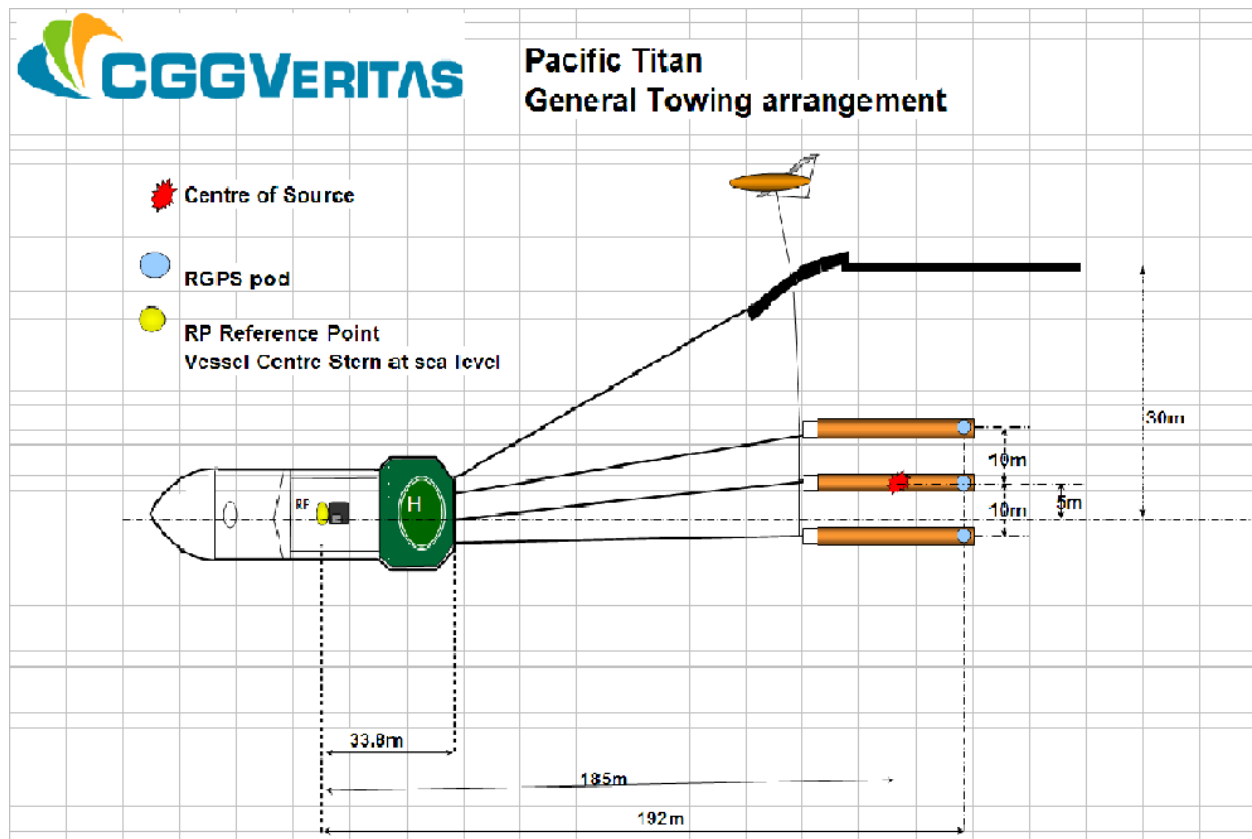 CGGVERITAS
Pacific Titan
General Towing arrangement
Centre of Source
RGPS pod
RP Reference Point
Vessel Centre Stern at sea level
30m
10m
RP
H
5m
10m
33.8m
185m
192m